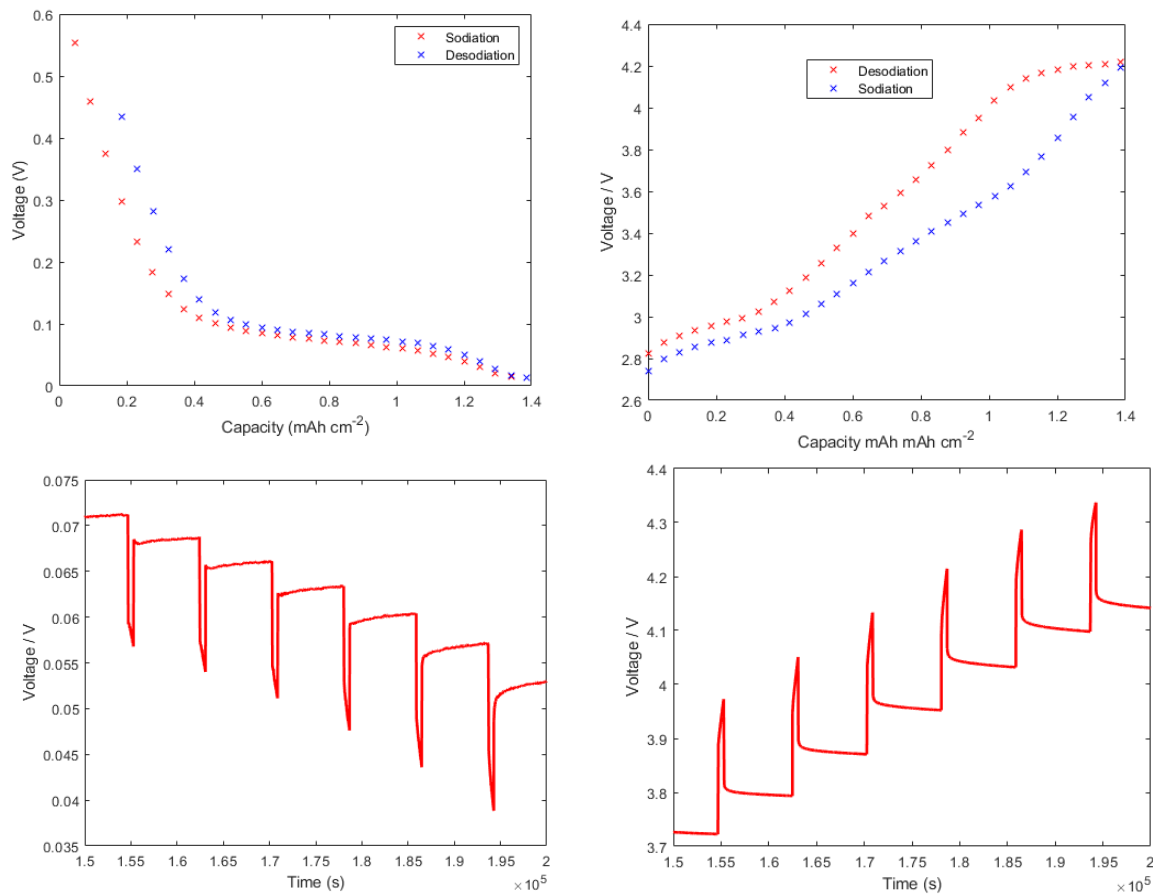 0.6
0.5
0.4
0.3
0.2
0.1
0
Voltage (V)
Sodiation
Desodiation
0 0.2 0.4 0.6 0.8 1 1.2 1.4
Capacity (mAh cm-2)
4.4
4.2
4
3.8
3.6
3.4
3.2
3
2.8
2.6
Voltage / V
Desodiation
Sodiation
0 0.2 0.4 0.6 0.8 1 1.2 1.4
Capacity mAh mAh cm-2
0.075
0.07
0.065
0.06
0.055
0.05
0.045
0.04
0.035
Voltage / V
1.5 1.55 1.6 1.65 1.7 1.75 1.8 1.85 1.9 1.95 2
Time (s)
× 105
4.4
4.3
4.2
4.1
4
3.9
3.8
3.7
Voltage / V
1.5 1.55 1.6 1.65 1.7 1.75 1.8 1.85 1.9 1.95 2
Time (s)
× 105